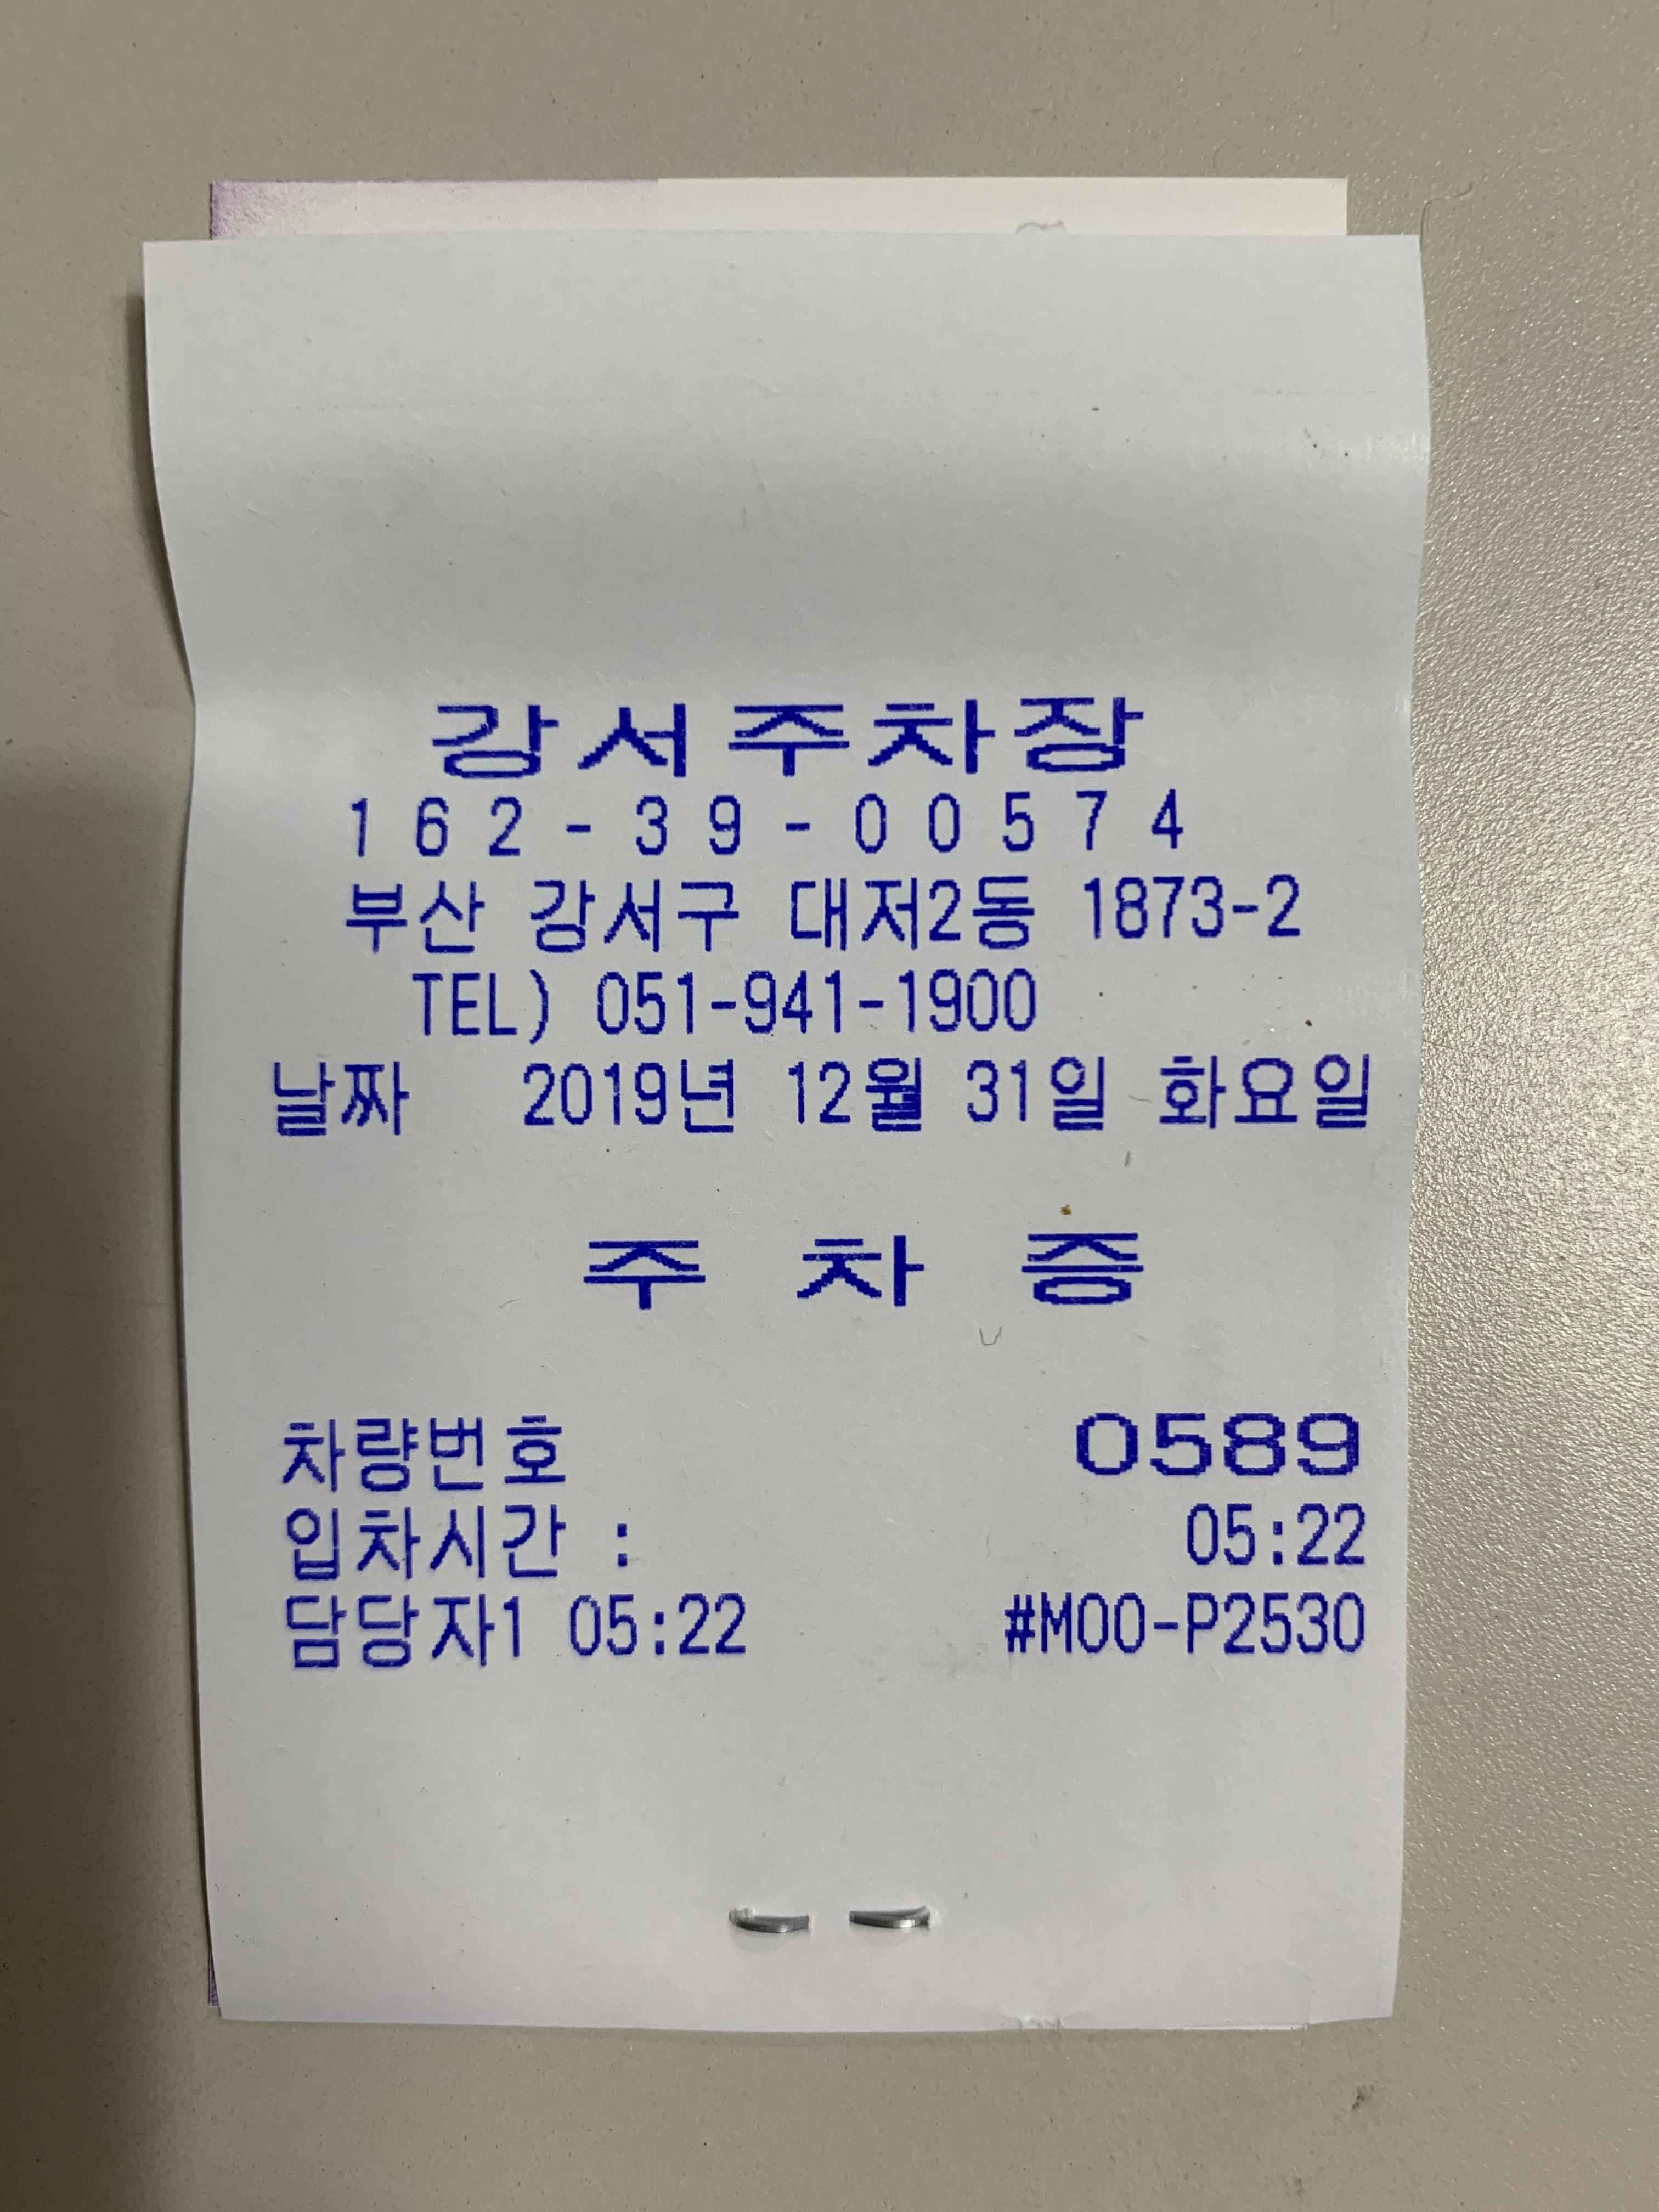 강서주차장
162-39-00574
부산 강서구 대저2동 1873-2
TEL) 051-941-1900
날짜 2019년 12월 31일 화요일
주 차 증
차량번호 0589
입차시간 : 05:22
담당자1 05:22 #M00-P2530